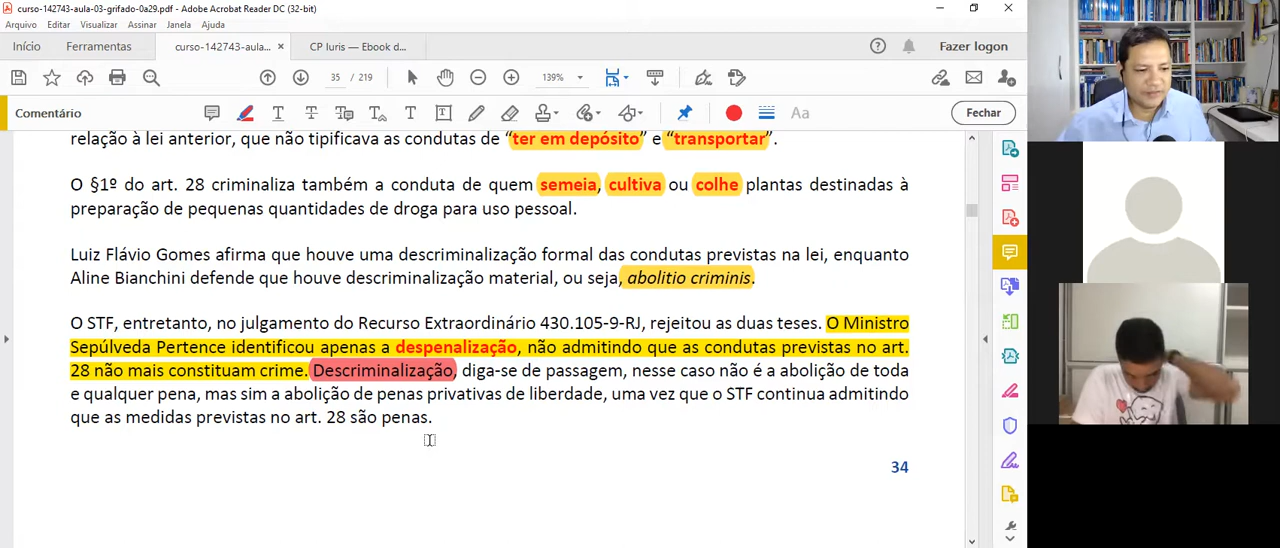 curso-142743-aula-03-grifado-0a29.pdf - Adobe Acrobat Reader DC (32-bit)
Arquivo Editar Visualizar Assinar Janela Ajuda
Início Ferramentas curso-142743-aula... × CP Iuris — Ebook d... Fazer logon
35 / 219 139%
Comentário Aa Fechar
relação à lei anterior, que não tipificava as condutas de “ter em depósito” e “transportar”.
O §1º do art. 28 criminaliza também a conduta de quem semeia, cultiva ou colhe plantas destinadas à
preparação de pequenas quantidades de droga para uso pessoal.
Luiz Flávio Gomes afirma que houve uma descriminalização formal das condutas previstas na lei, enquanto
Aline Bianchini defende que houve descriminalização material, ou seja, abolitio criminis.
O STF, entretanto, no julgamento do Recurso Extraordinário 430.105-9-RJ, rejeitou as duas teses. O Ministro
Sepúlveda Pertence identificou apenas a despenalização, não admitindo que as condutas previstas no art.
28 não mais constituam crime. Descriminalização, diga-se de passagem, nesse caso não é a abolição de toda
e qualquer pena, mas sim a abolição de penas privativas de liberdade, uma vez que o STF continua admitindo
que as medidas previstas no art. 28 são penas.
34